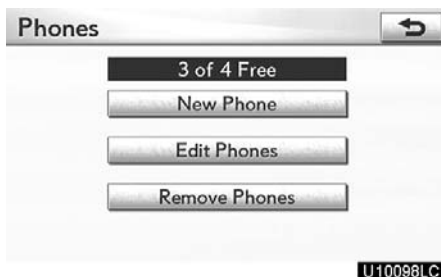 Phones
3 of 4 Free
New Phone
Edit Phones
Remove Phones
U10098LC